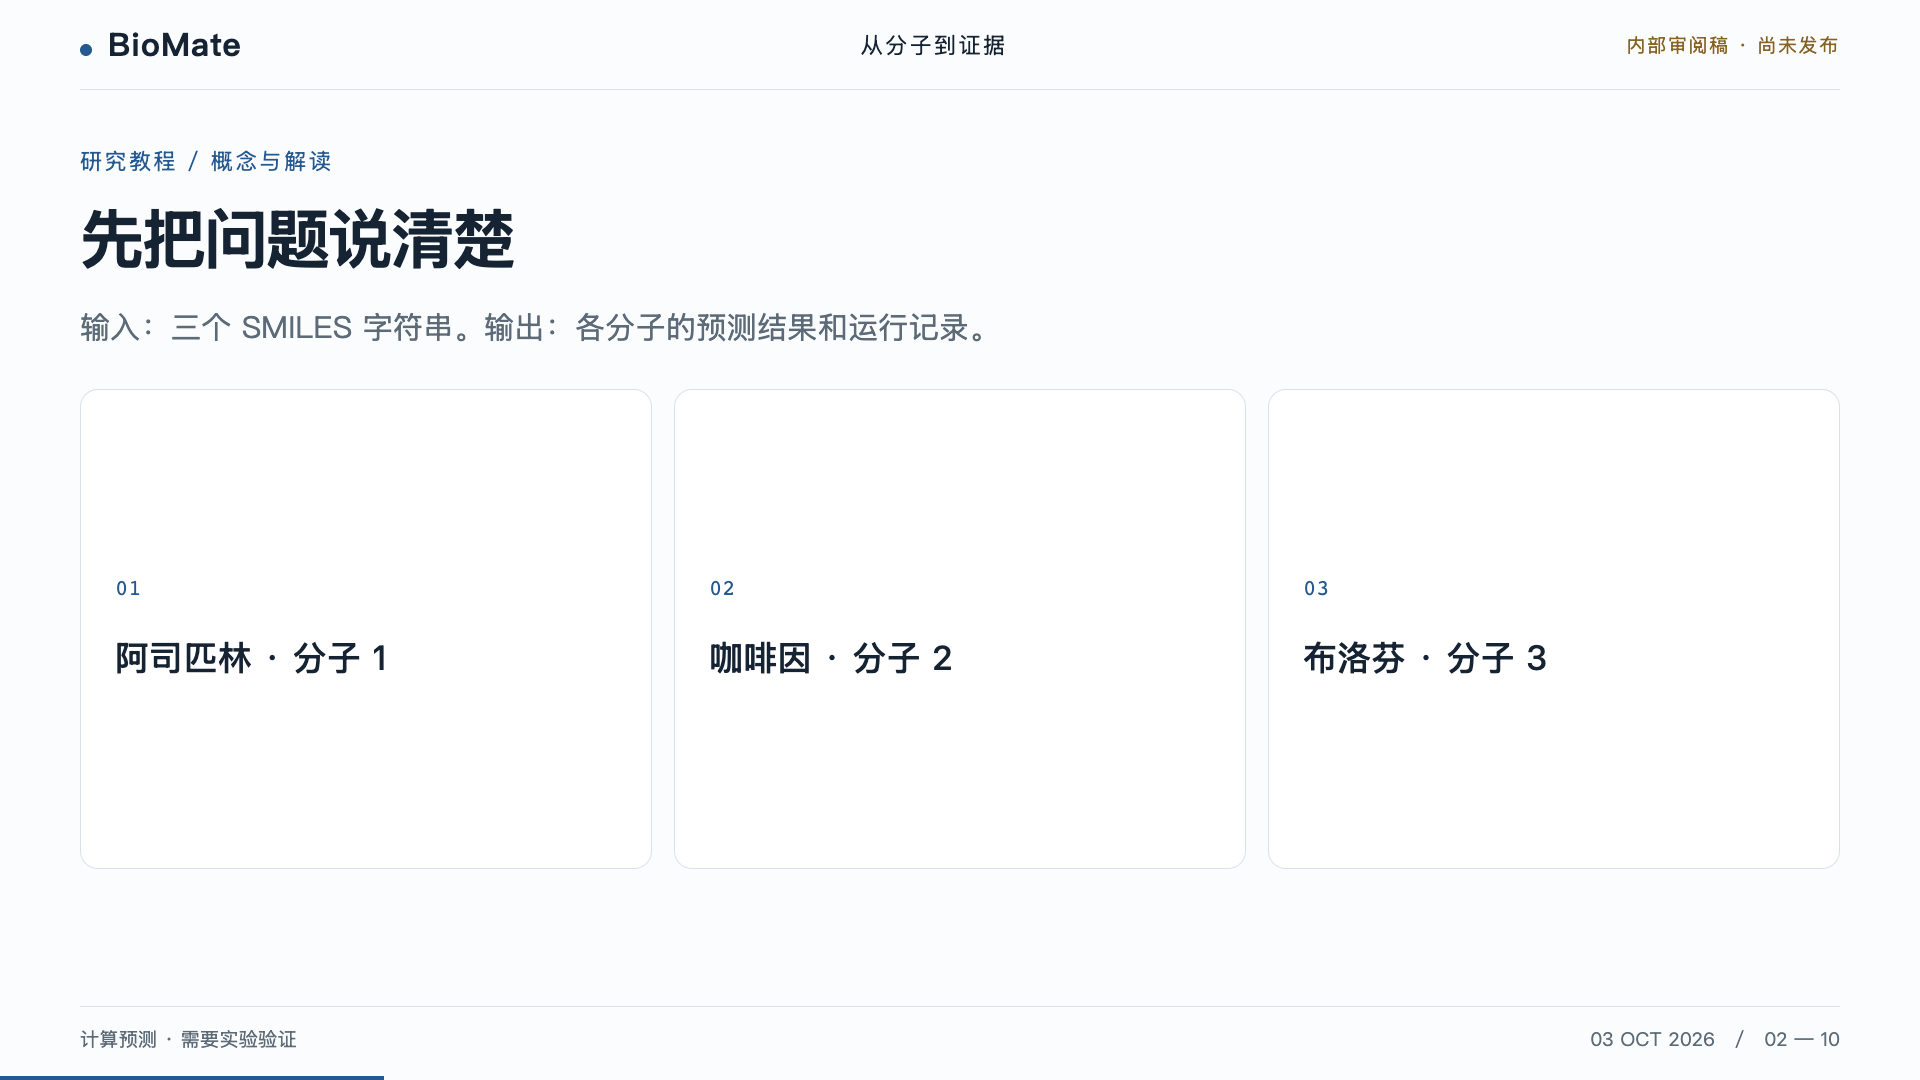 BioMate
从分子到证据
内部审阅稿 · 尚未发布
研究教程 / 概念与解读
先把问题说清楚
输入：三个 SMILES 字符串。输出：各分子的预测结果和运行记录。
01
阿司匹林 · 分子 1
02
咖啡因 · 分子 2
03
布洛芬 · 分子 3
计算预测 · 需要实验验证
03 OCT 2026 / 02 — 10